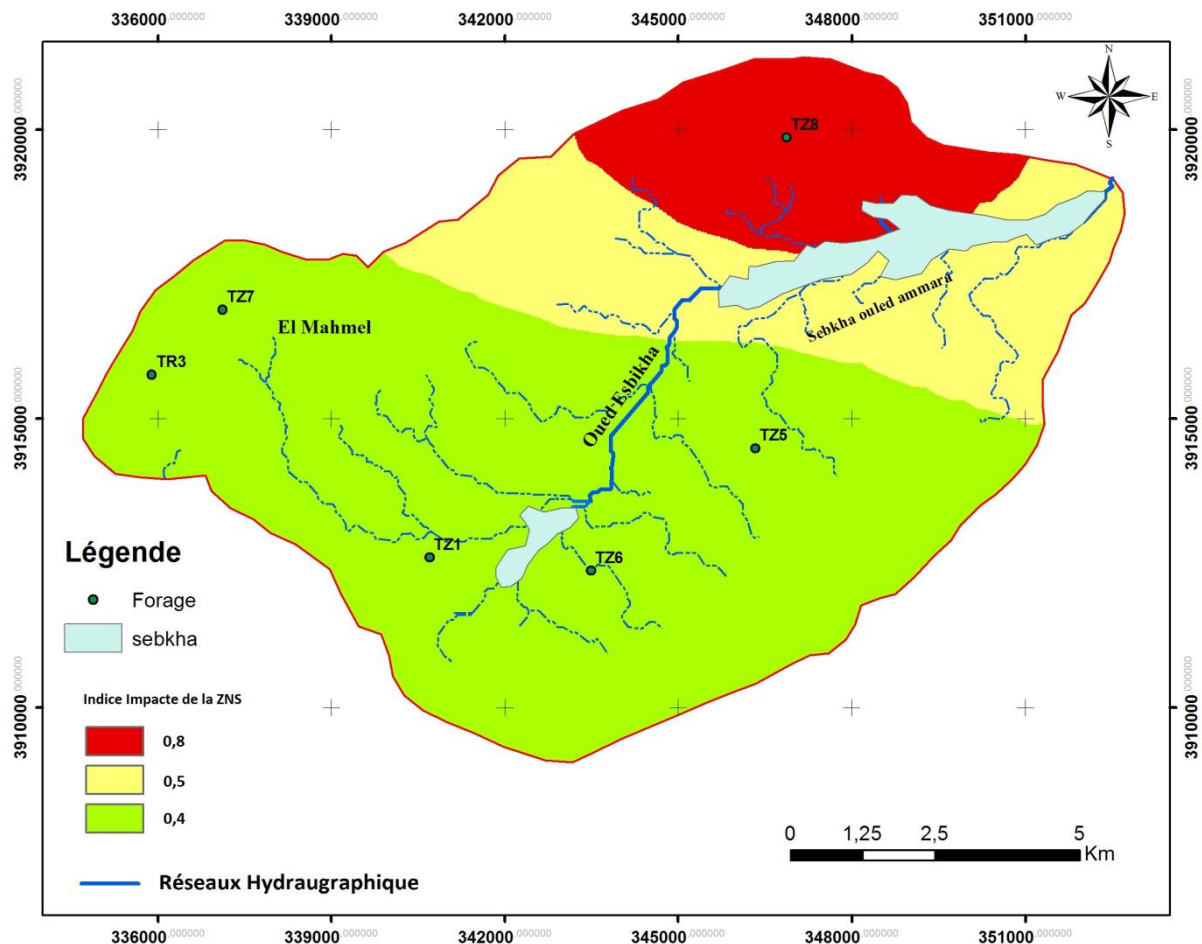 336000.000000 339000.000000 342000.000000 345000.000000 348000.000000 351000.000000
N
W E
S
3920000.000000 3920000.000000
TZ8
TZ7
El Mahmel
Sebkha ouled ammara
TR3
Oued Esbikha
3915000.000000 3915000.000000
TZ5
TZ1
TZ6
Légende
Forage
sebkha
Indice Impacte de la ZNS
3910000.000000 3910000.000000
0,8
0,5
0,4
0 1,25 2,5 5
Km
Réseaux Hydraugraphique
336000.000000 339000.000000 342000.000000 345000.000000 348000.000000 351000.000000